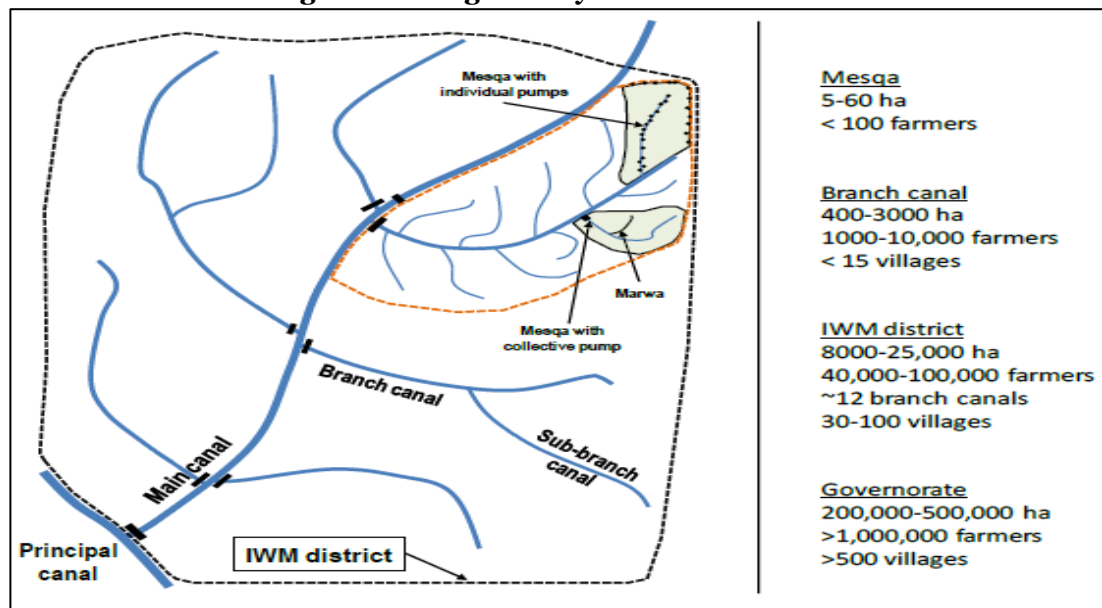 Mesqa with
individual pumps
Marwa
Mesqa with
collective pump
Branch canal
Sub-branch
canal
Main canal
Principal
canal
IWM district
Mesqa
5-60 ha
< 100 farmers
Branch canal
400-3000 ha
1000-10,000 farmers
< 15 villages
IWM district
8000-25,000 ha
40,000-100,000 farmers
~12 branch canals
30-100 villages
Governorate
200,000-500,000 ha
>1,000,000 farmers
>500 villages